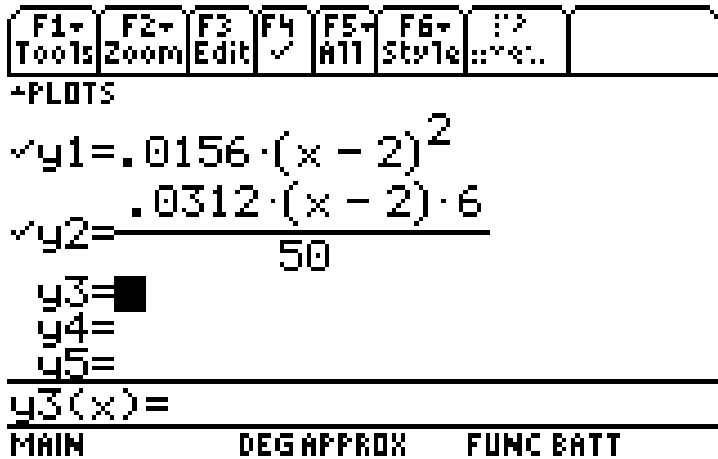 F1 F2 F3 F4 F5 F6
Tools Zoom Edit ✓ All Style
PLOTS
✓y1=.0156·(x − 2)²
✓y2=.0312·(x − 2)·6
50
y3=
y4=
y5=
y3(x)=
MAIN DEG APPROX FUNC BATT